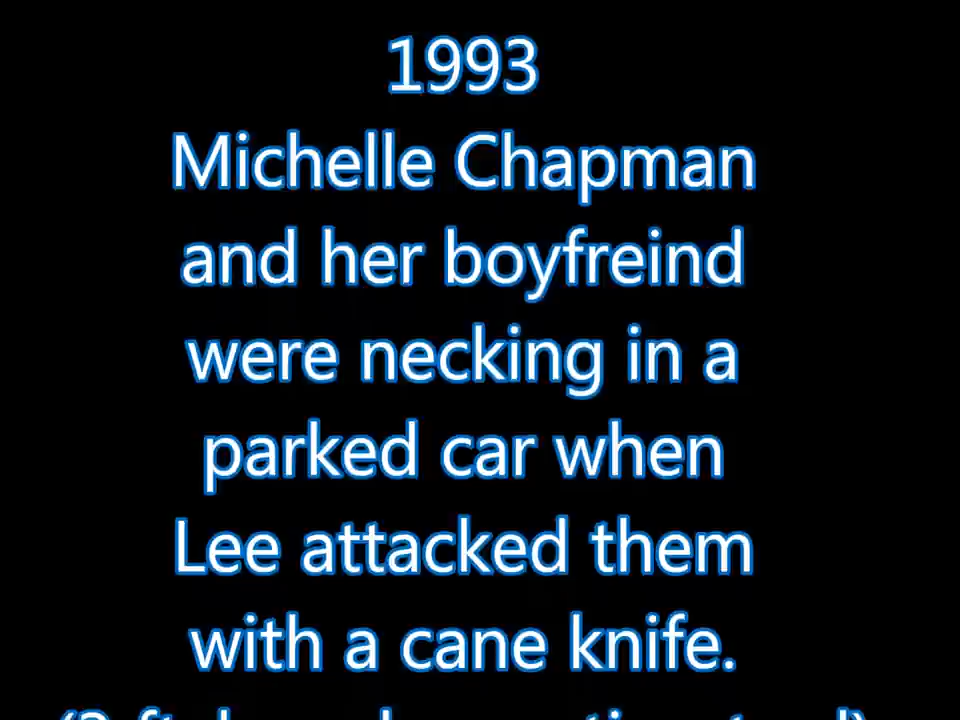 1993
Michelle Chapman
and her boyfreind
were necking in a
parked car when
Lee attacked them
with a cane knife.